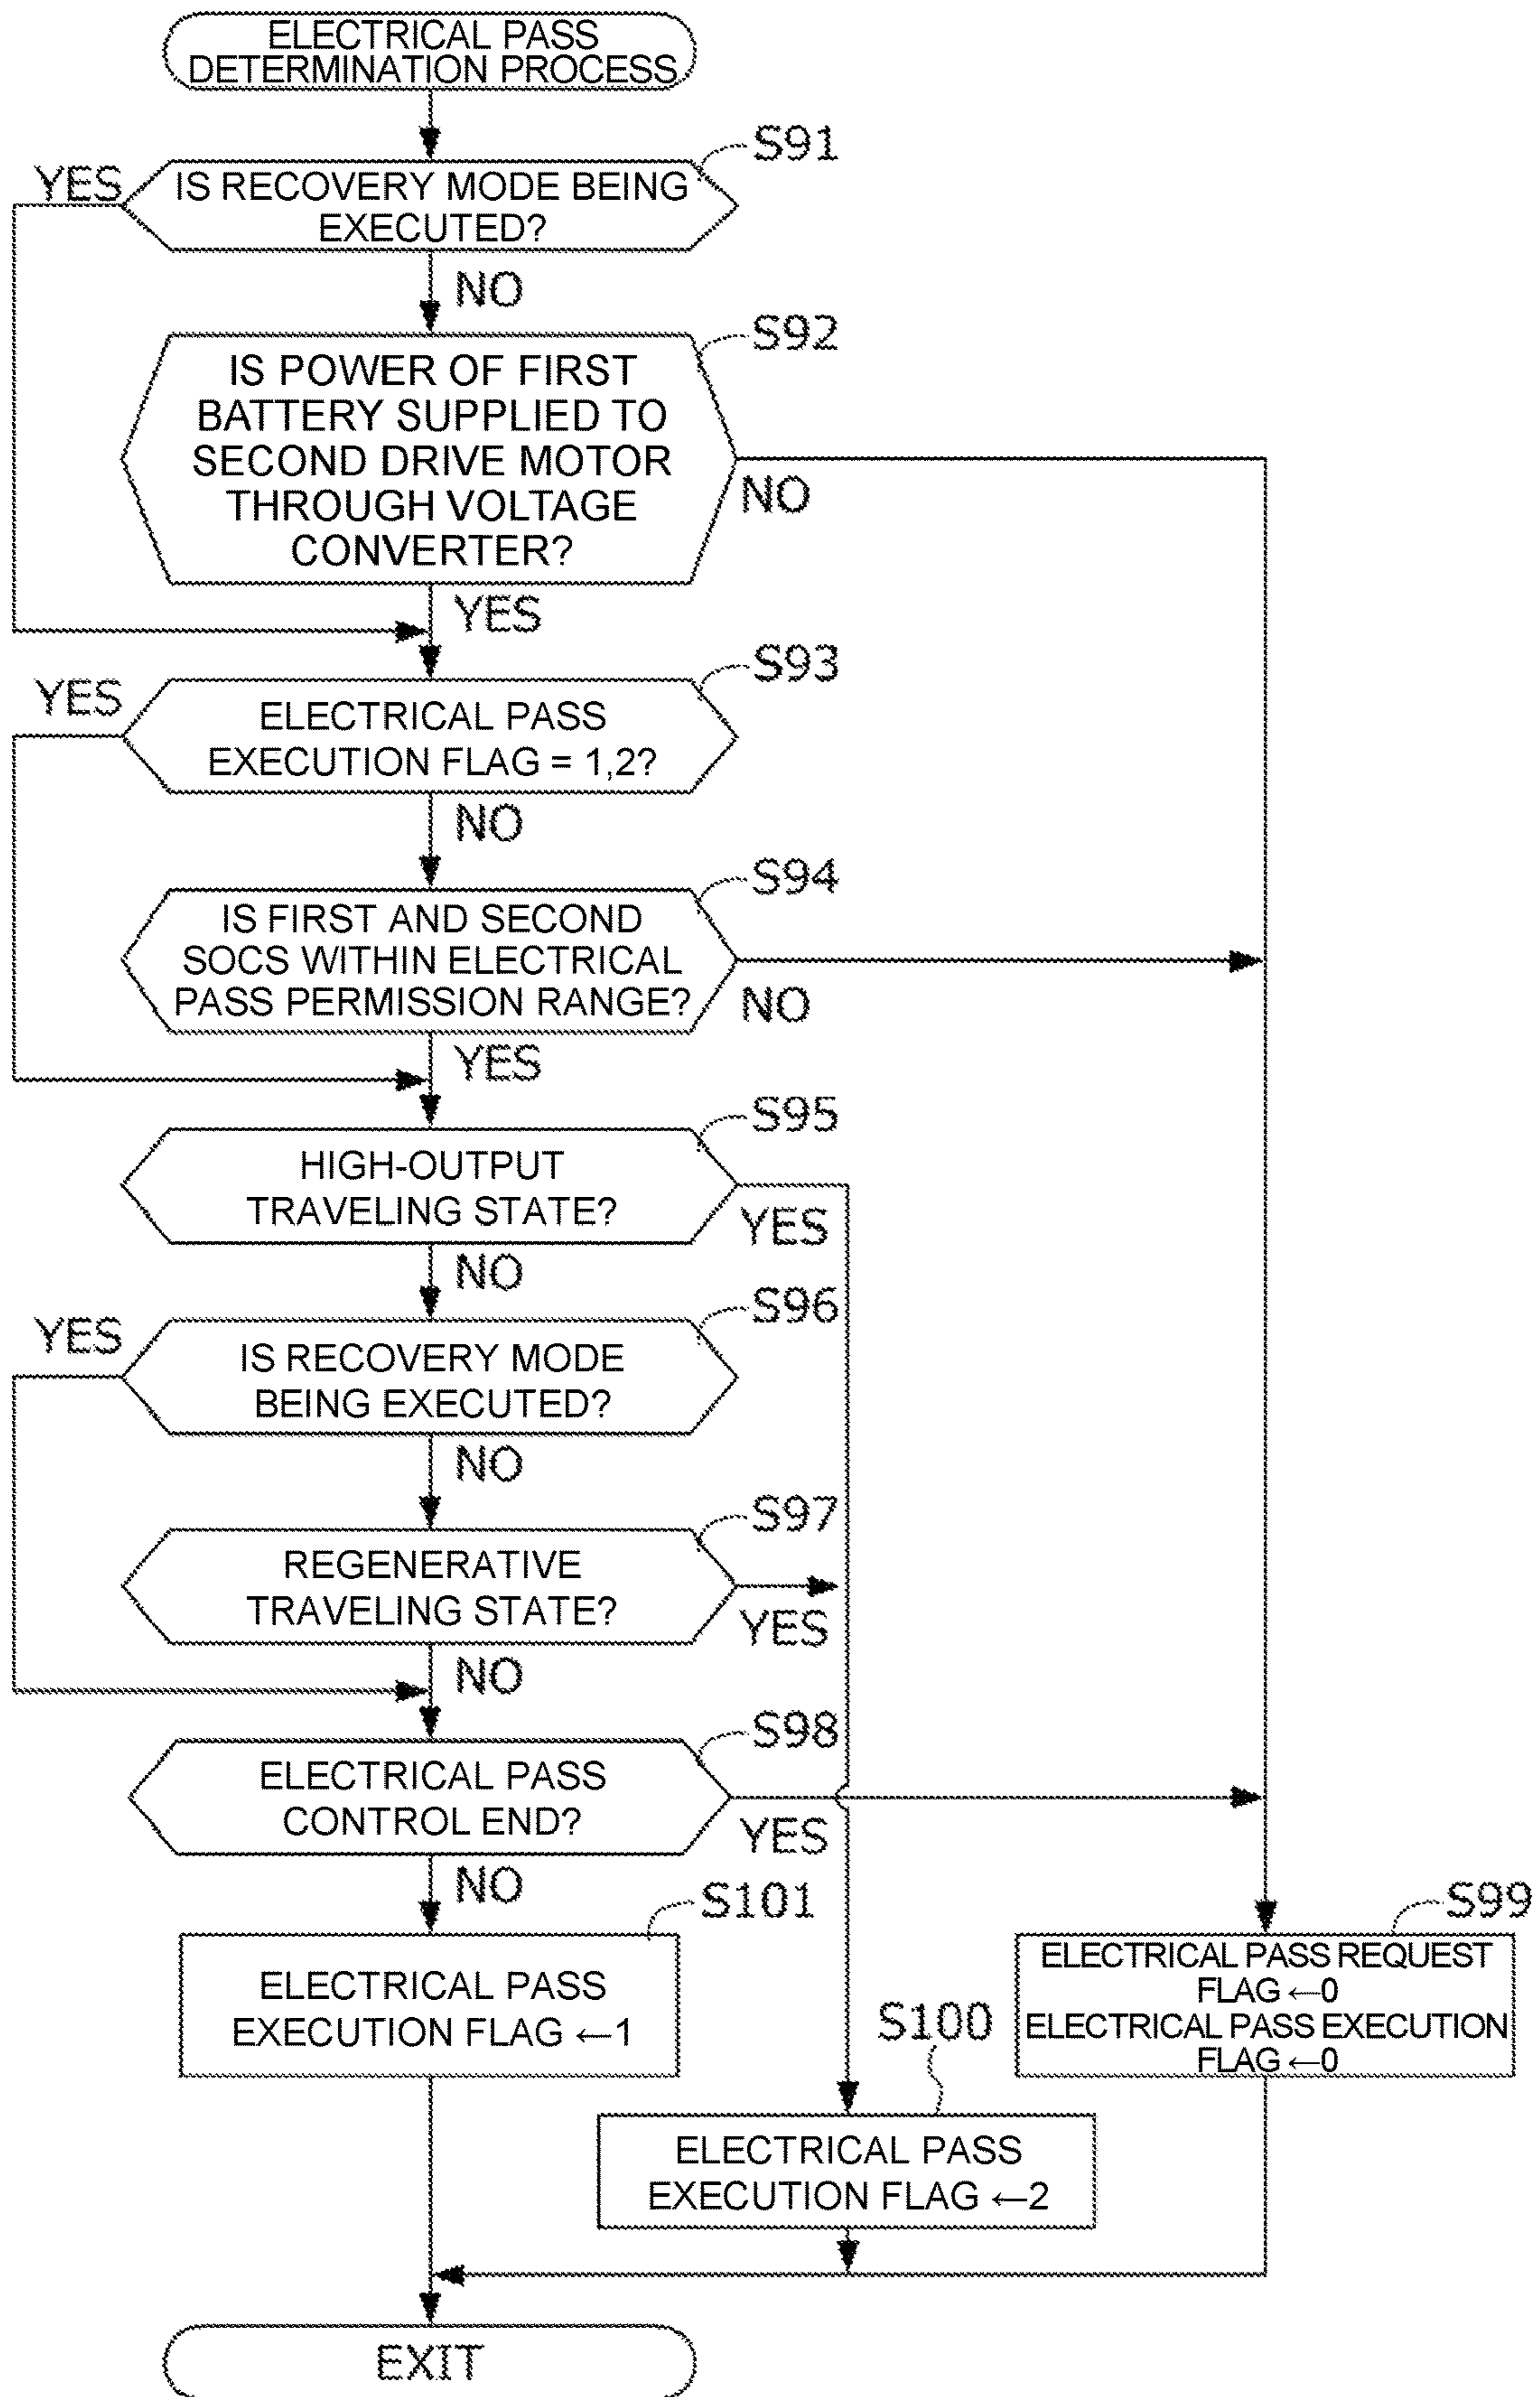 ELECTRICAL PASS
DETERMINATION PROCESS
S91
YES
IS RECOVERY MODE BEING
EXECUTED?
NO
S92
IS POWER OF FIRST
BATTERY SUPPLIED TO
SECOND DRIVE MOTOR
THROUGH VOLTAGE
CONVERTER?
NO
YES
S93
YES
ELECTRICAL PASS
EXECUTION FLAG = 1,2?
NO
S94
IS FIRST AND SECOND
SOCS WITHIN ELECTRICAL
PASS PERMISSION RANGE?
NO
YES
S95
HIGH-OUTPUT
TRAVELING STATE?
YES
NO
S96
YES
IS RECOVERY MODE
BEING EXECUTED?
NO
S97
REGENERATIVE
TRAVELING STATE?
YES
NO
S98
ELECTRICAL PASS
CONTROL END?
YES
NO
S101
ELECTRICAL PASS
EXECUTION FLAG ←1
S99
ELECTRICAL PASS REQUEST
FLAG ←0
ELECTRICAL PASS EXECUTION
FLAG ←0
S100
ELECTRICAL PASS
EXECUTION FLAG ←2
EXIT